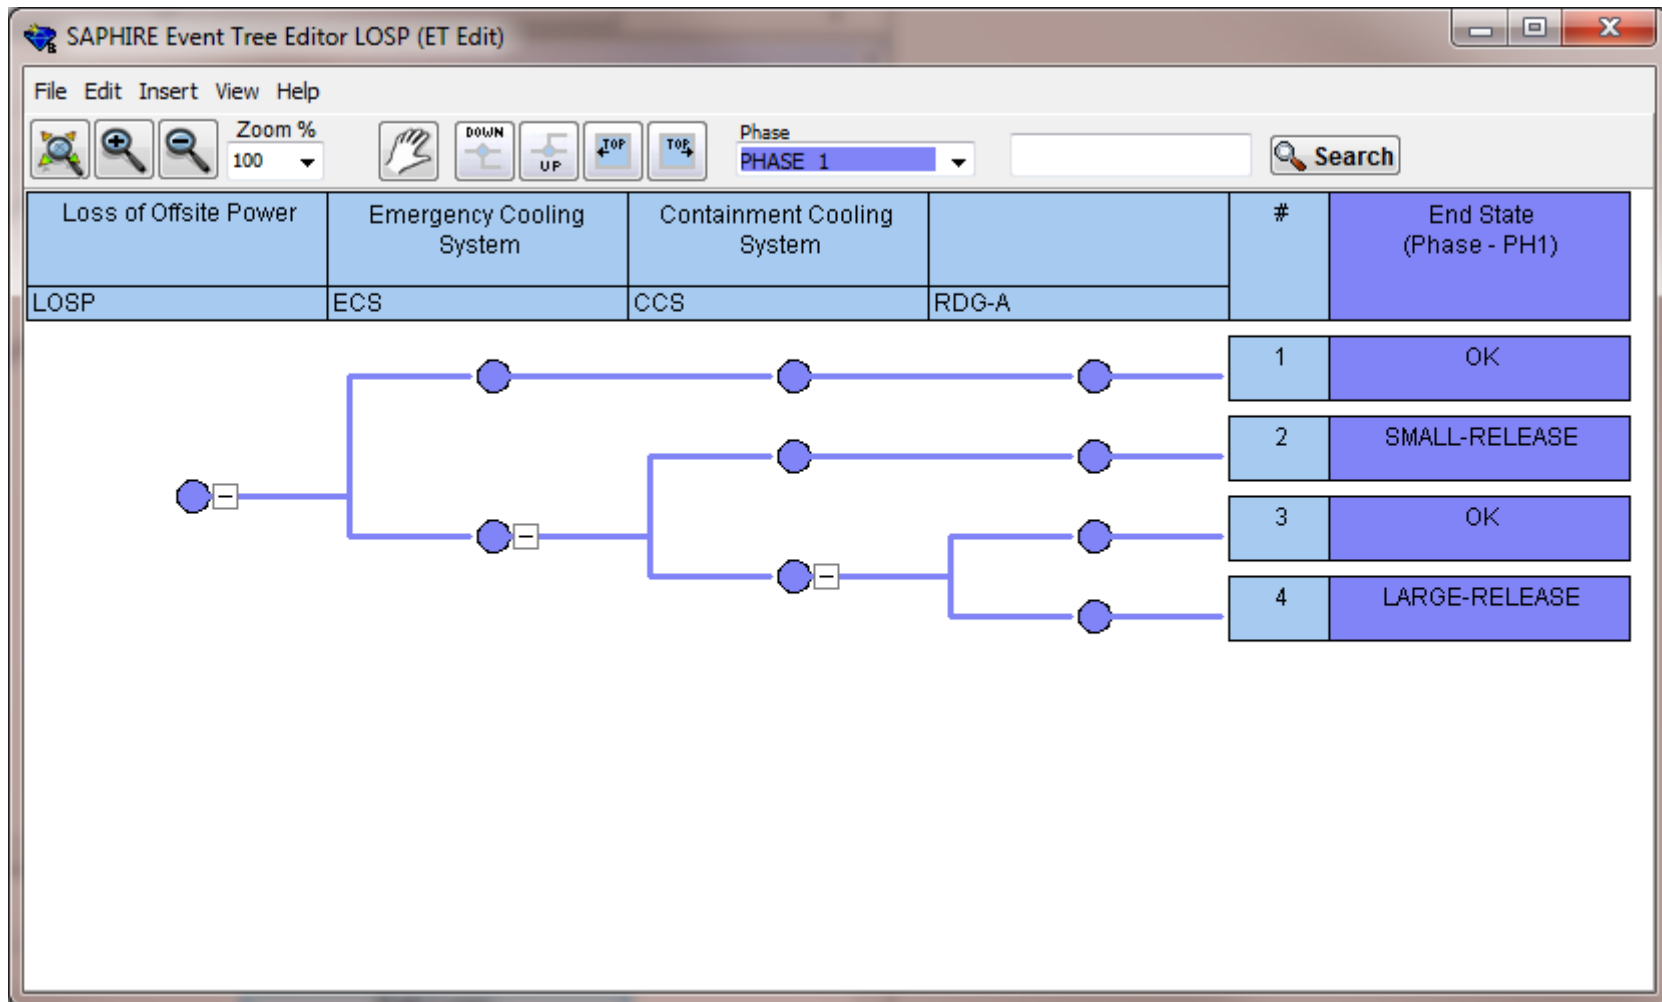 SAPHIRE Event Tree Editor LOSP (ET Edit)
File Edit Insert View Help
Zoom %
100
DOWN
UP
TOP
TOP
Phase
PHASE 1
Search
Loss of Offsite Power
Emergency Cooling
System
Containment Cooling
System
#
End State
(Phase - PH1)
LOSP
ECS
CCS
RDG-A
1
OK
2
SMALL-RELEASE
3
OK
4
LARGE-RELEASE